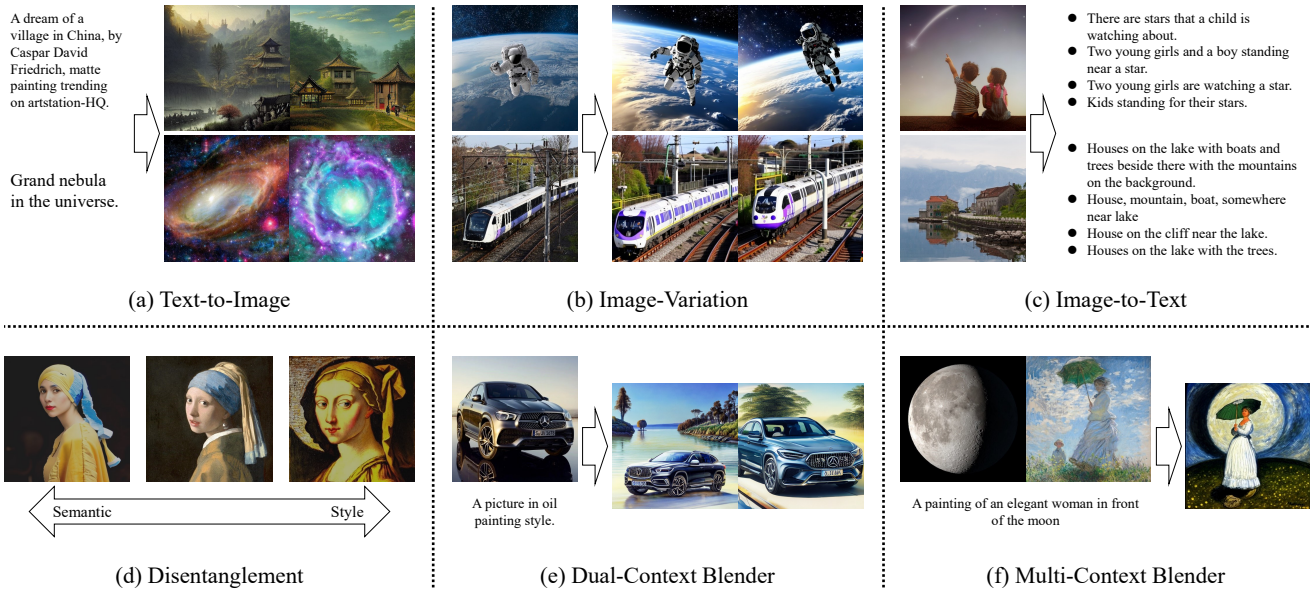 A dream of a
village in China, by
Caspar David
Friedrich, matte
painting trending
on artstation-HQ.
Grand nebula
in the universe.
(a) Text-to-Image
(b) Image-Variation
● There are stars that a child is
watching about.
● Two young girls and a boy standing
near a star.
● Two young girls are watching a star.
● Kids standing for their stars.
● Houses on the lake with boats and
trees beside there with the mountains
on the background.
● House, mountain, boat, somewhere
near lake
● House on the cliff near the lake.
● Houses on the lake with the trees.
(c) Image-to-Text
Semantic
Style
(d) Disentanglement
A picture in oil
painting style.
(e) Dual-Context Blender
A painting of an elegant woman in front
of the moon
(f) Multi-Context Blender